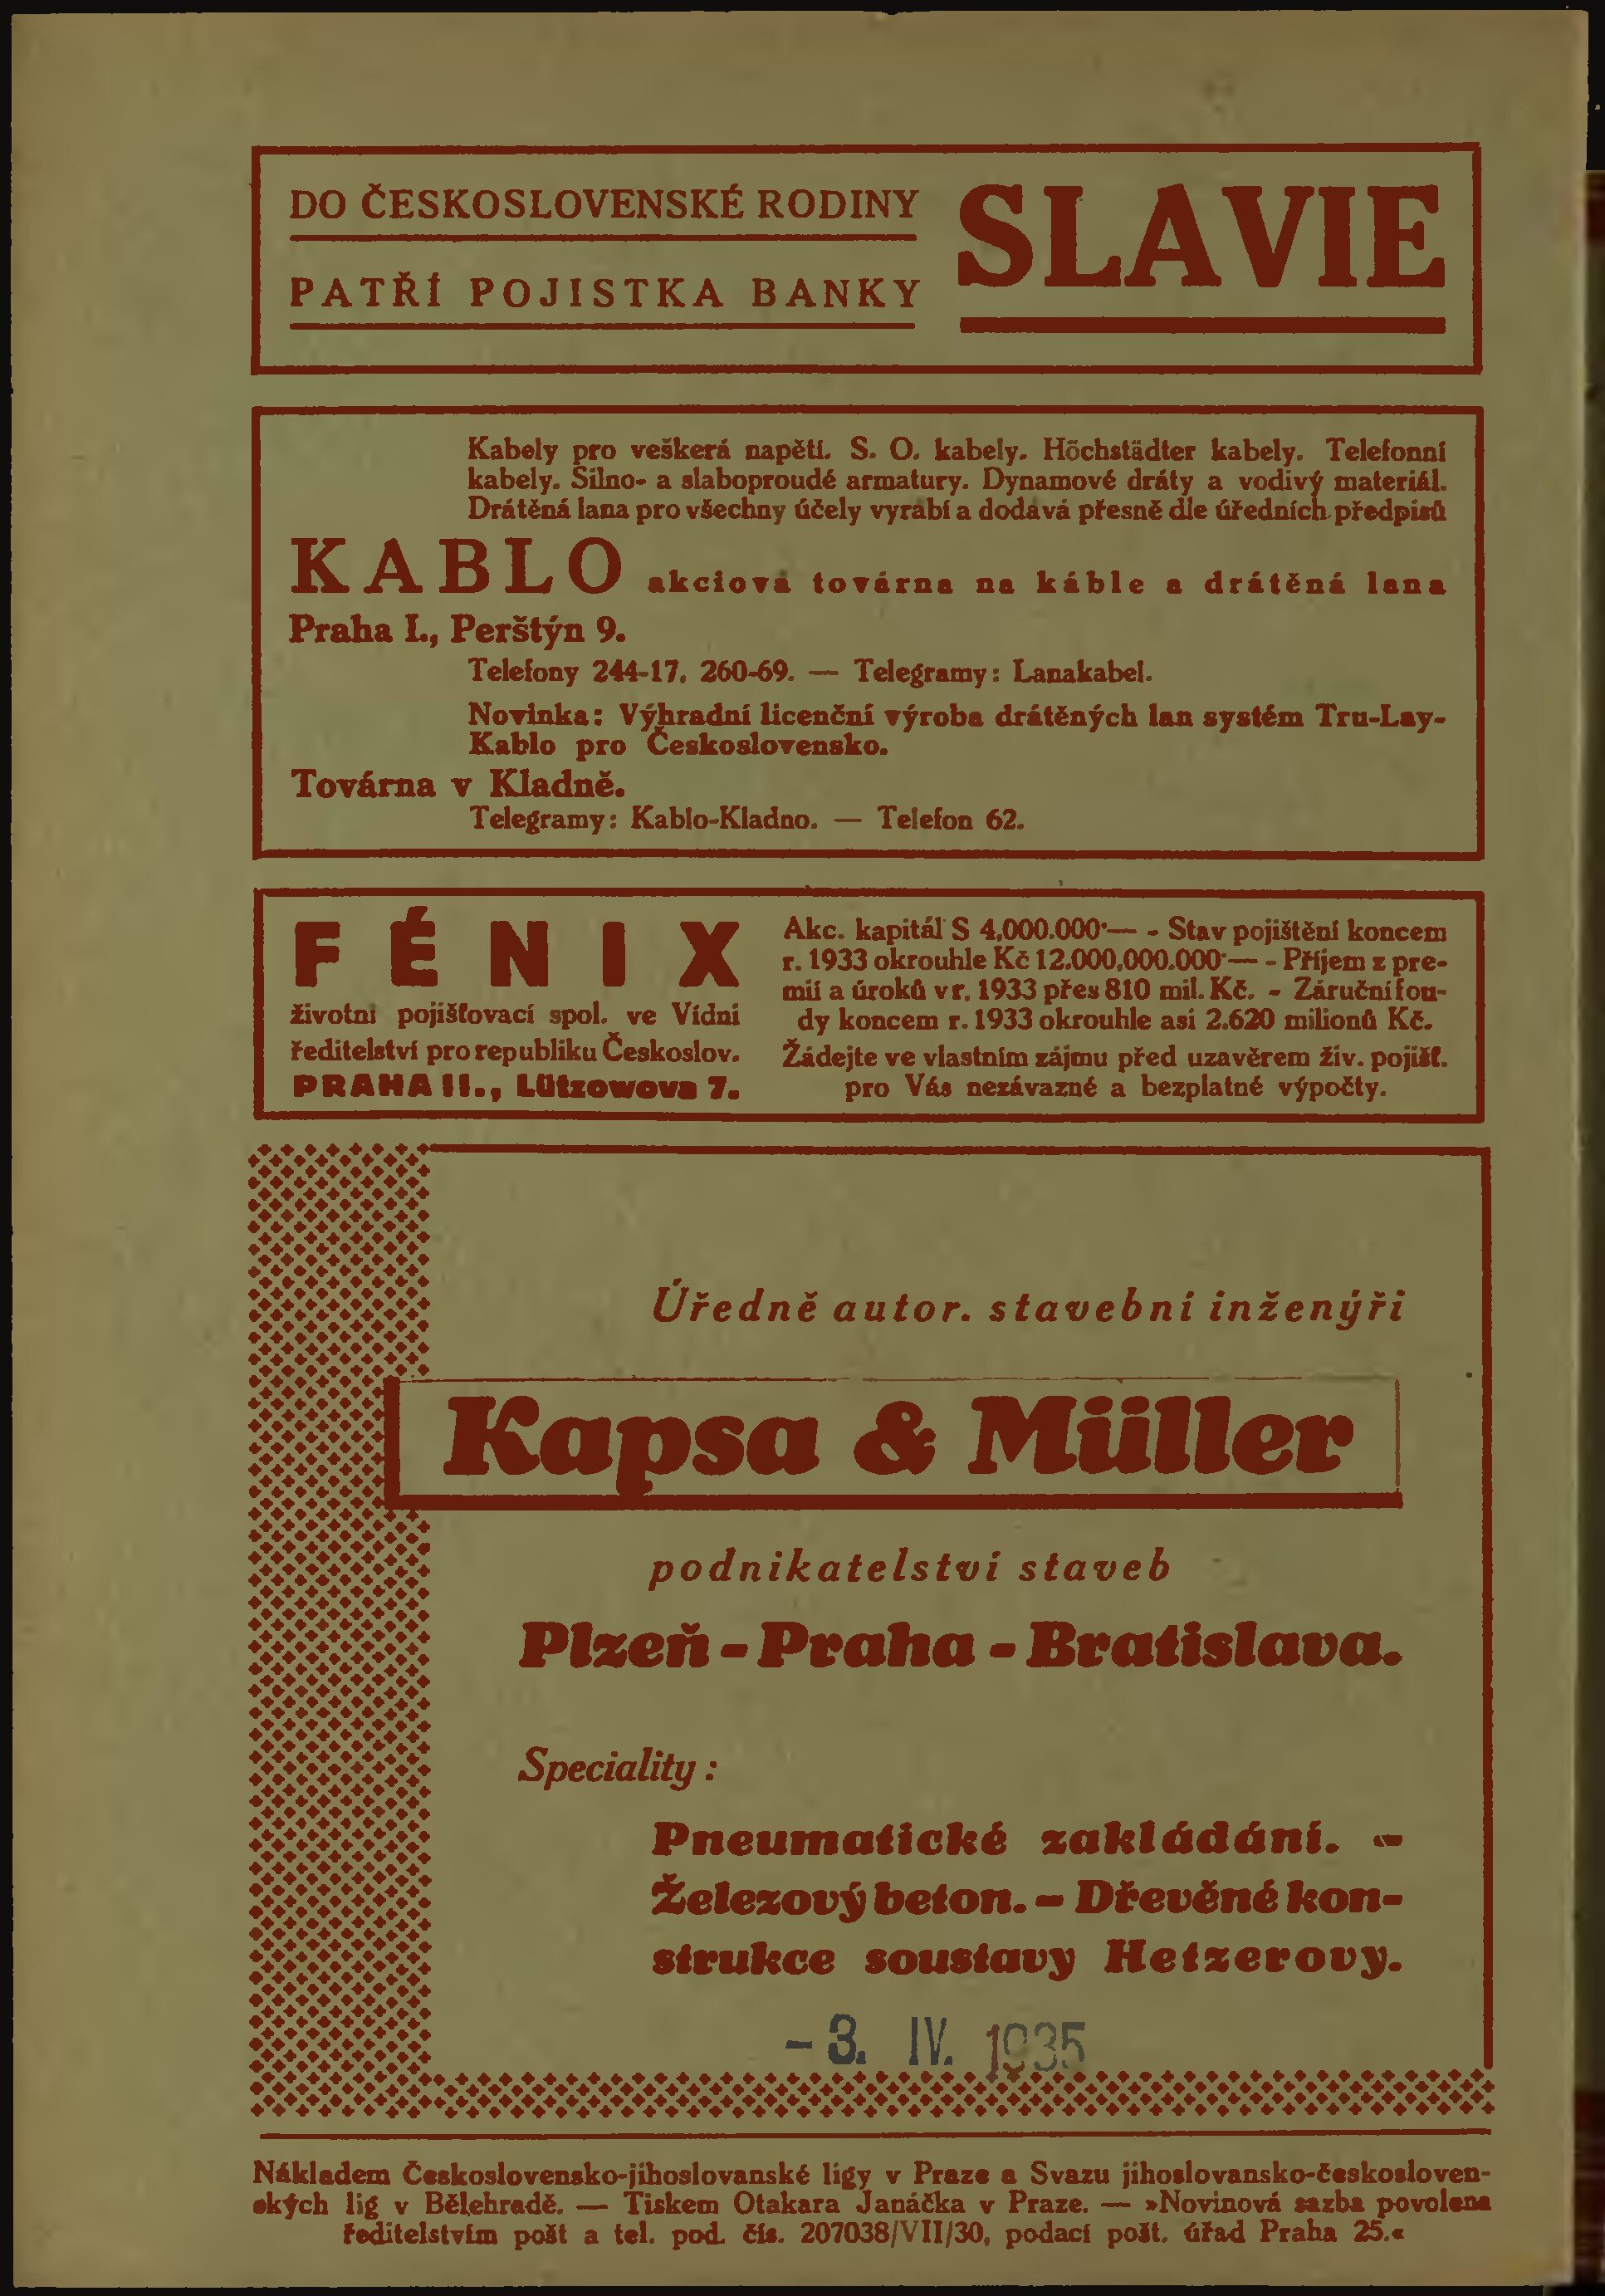 DO ČESKOSLOVENSKÉ RODINY
PATŘÍ POJISTKA BANKY
SLAVIE
Kabely pro veškerá napětí. S. O. kabely. Höchstädter kabely. Telefonní
kabely. Silno- a slaboproudé armatury. Dynamové dráty a vodivý materiál.
Drátěná lana pro všechny účely vyrábí a dodává přesně dle úředních předpisů
KABLO akciová továrna na káble a drátěná lana
Praha I., Perštýn 9.
Telefony 244-17, 260-69. — Telegramy: Lanakabel.
Novinka: Výhradní licenční výroba drátěných lan systém Tru-Lay-
Kablo pro Československo.
Továrna v Kladně.
Telegramy: Kablo-Kladno. — Telefon 62.
FÉNIX
životní pojišťovací spol. ve Vídni
ředitelství pro republiku Českoslov.
PRAHA II., Lützowova 7.
Akc. kapitál S 4,000.000·— - Stav pojištění koncem
r. 1933 okrouhle Kč 12.000,000.000·— - Příjem z pre-
mií a úroků v r. 1933 přes 810 mil. Kč. - Záruční fon-
dy koncem r. 1933 okrouhle asi 2.620 milionů Kč.
Žádejte ve vlastním zájmu před uzavěrem živ. pojišť.
pro Vás nezávazné a bezplatné výpočty.
Úředně autor. stavební inženýři
Kapsa & Müller
podnikatelství staveb
Plzeň - Praha - Bratislava.
Speciality :
Pneumatické zakládání. —
Železový beton. — Dřevěné kon-
strukce soustavy Hetzerovy.
- 3. IV. 1935
Nákladem Československo-jihoslovanské ligy v Praze a Svazu jihoslovansko-českosloven-
ských lig v Bělehradě. — Tiskem Otakara Janáčka v Praze. — »Novinová sazba povolena
ředitelstvím pošt a tel. pod. čís. 207038/VII/30, podací pošt. úřad Praha 25.«